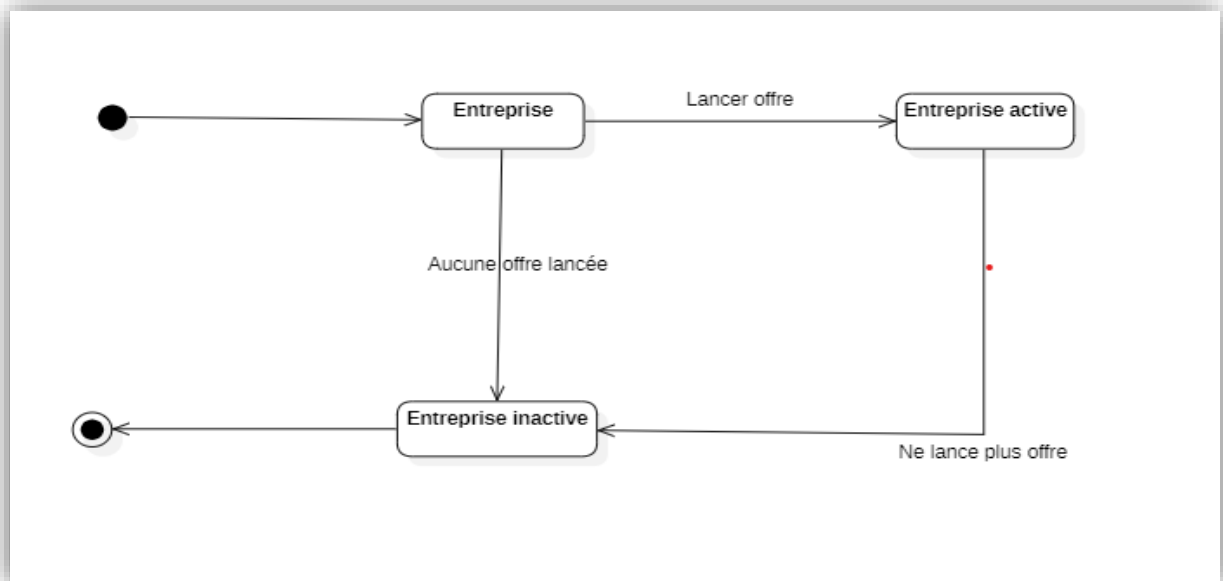 Lancer offre
Entreprise
Entreprise active
Aucune offre lancée
Entreprise inactive
Ne lance plus offre